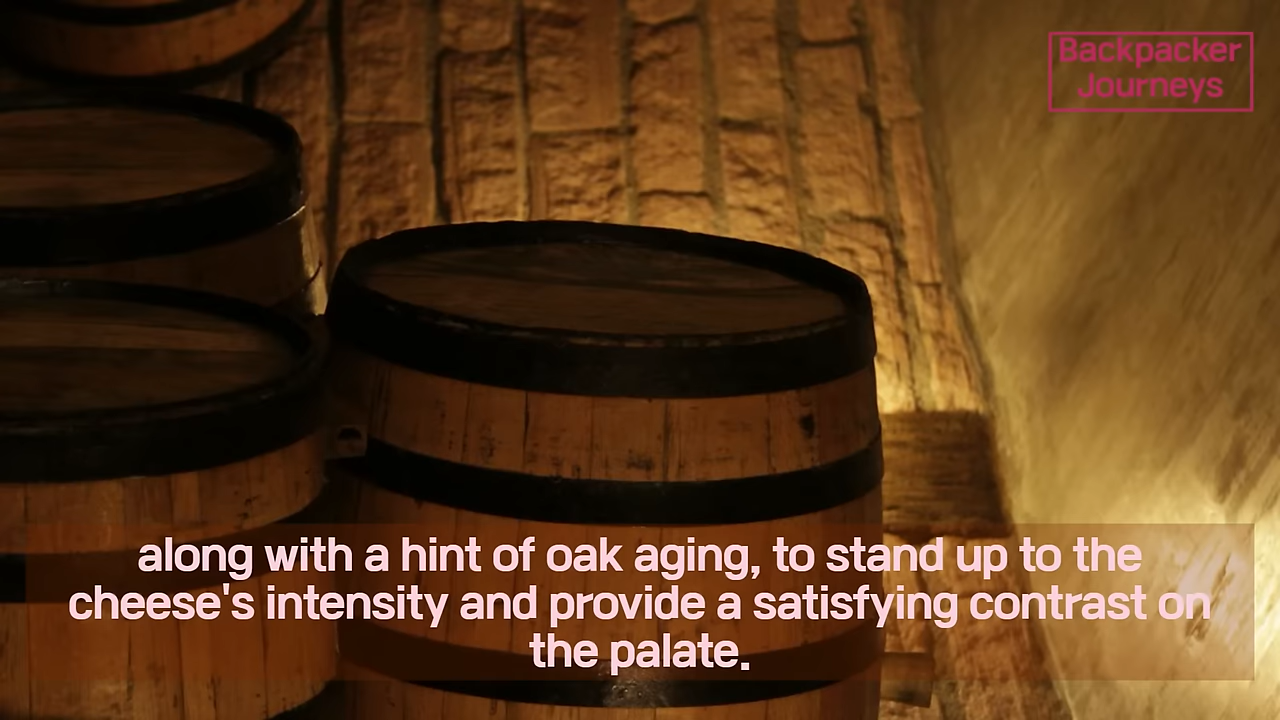 Backpacker
Journeys
along with a hint of oak aging, to stand up to the
cheese's intensity and provide a satisfying contrast on
the palate.